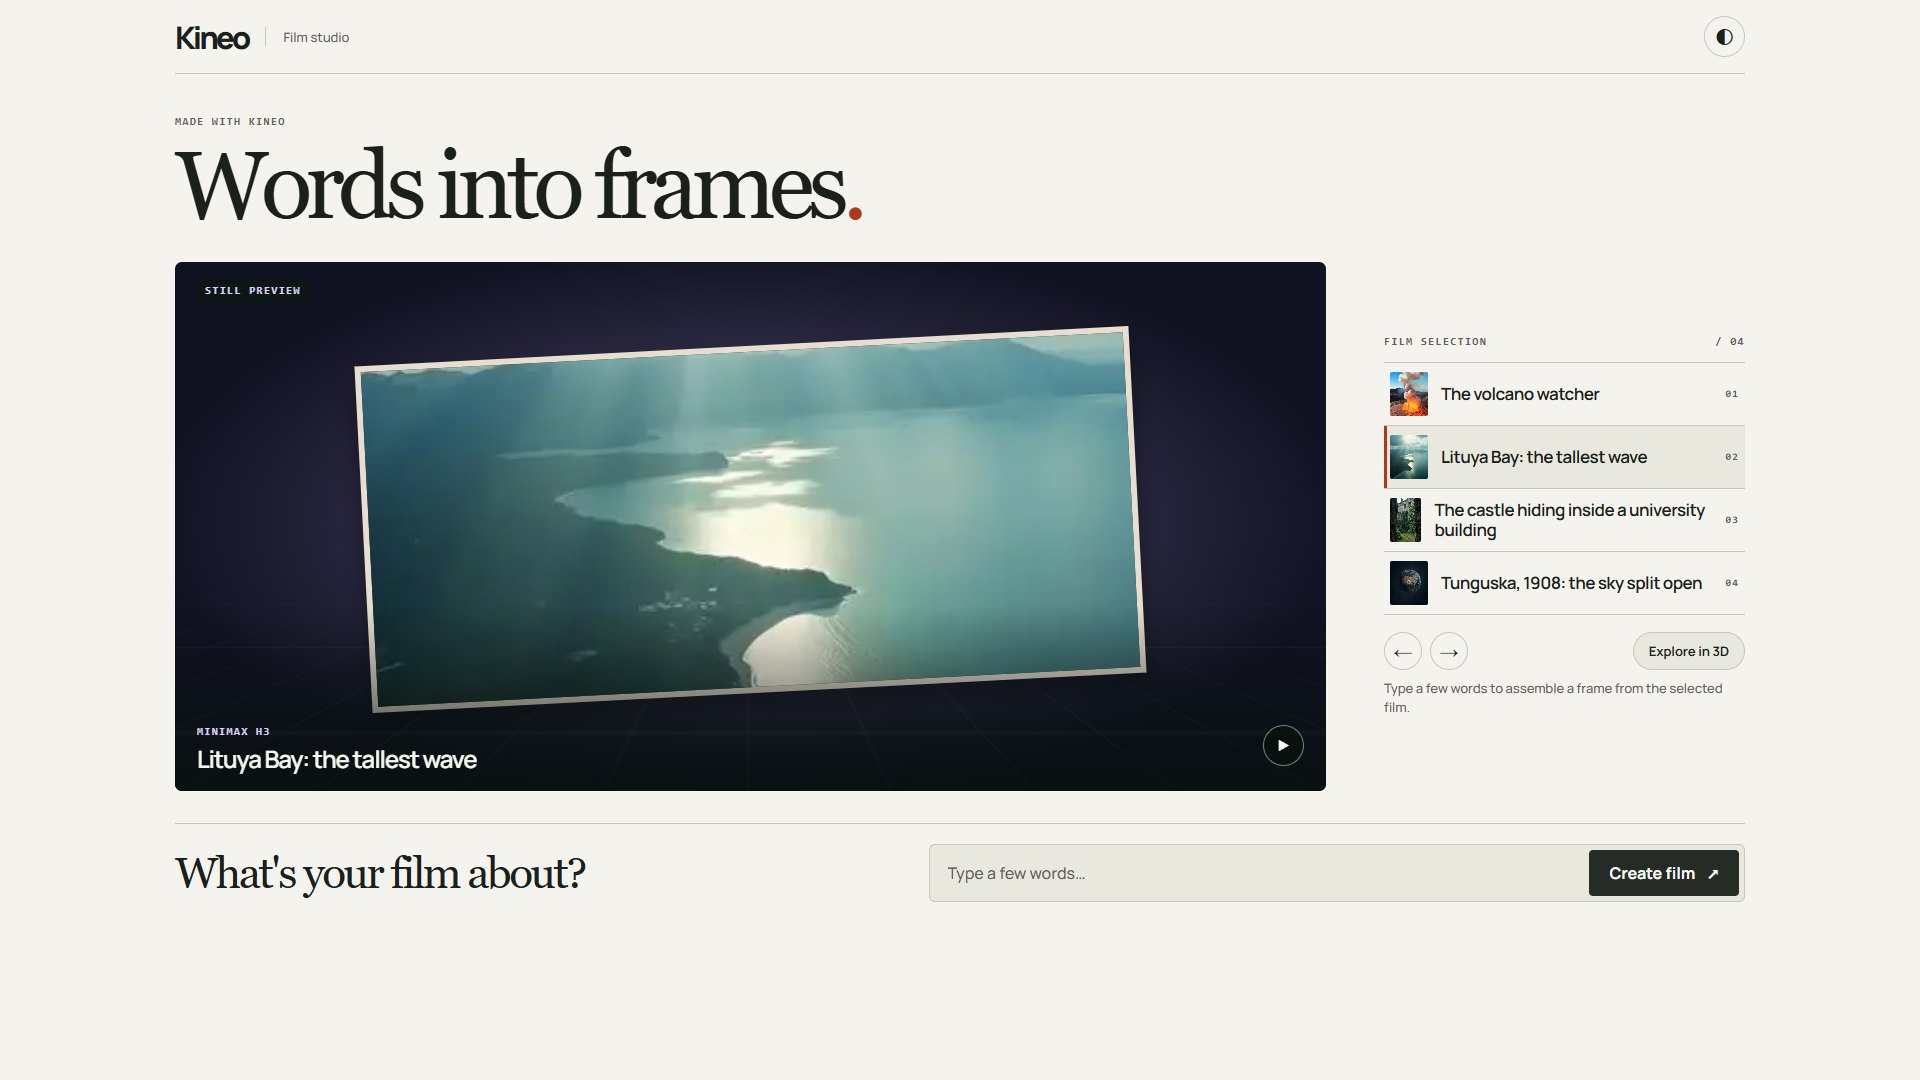 Kineo
Film studio
MADE WITH KINEO
Words into frames.
STILL PREVIEW
MINIMAX H3
Lituya Bay: the tallest wave
FILM SELECTION
/ 04
The volcano watcher
01
Lituya Bay: the tallest wave
02
The castle hiding inside a university
building
03
Tunguska, 1908: the sky split open
04
← →
Explore in 3D
Type a few words to assemble a frame from the selected
film.
What's your film about?
Type a few words...
Create film ↗